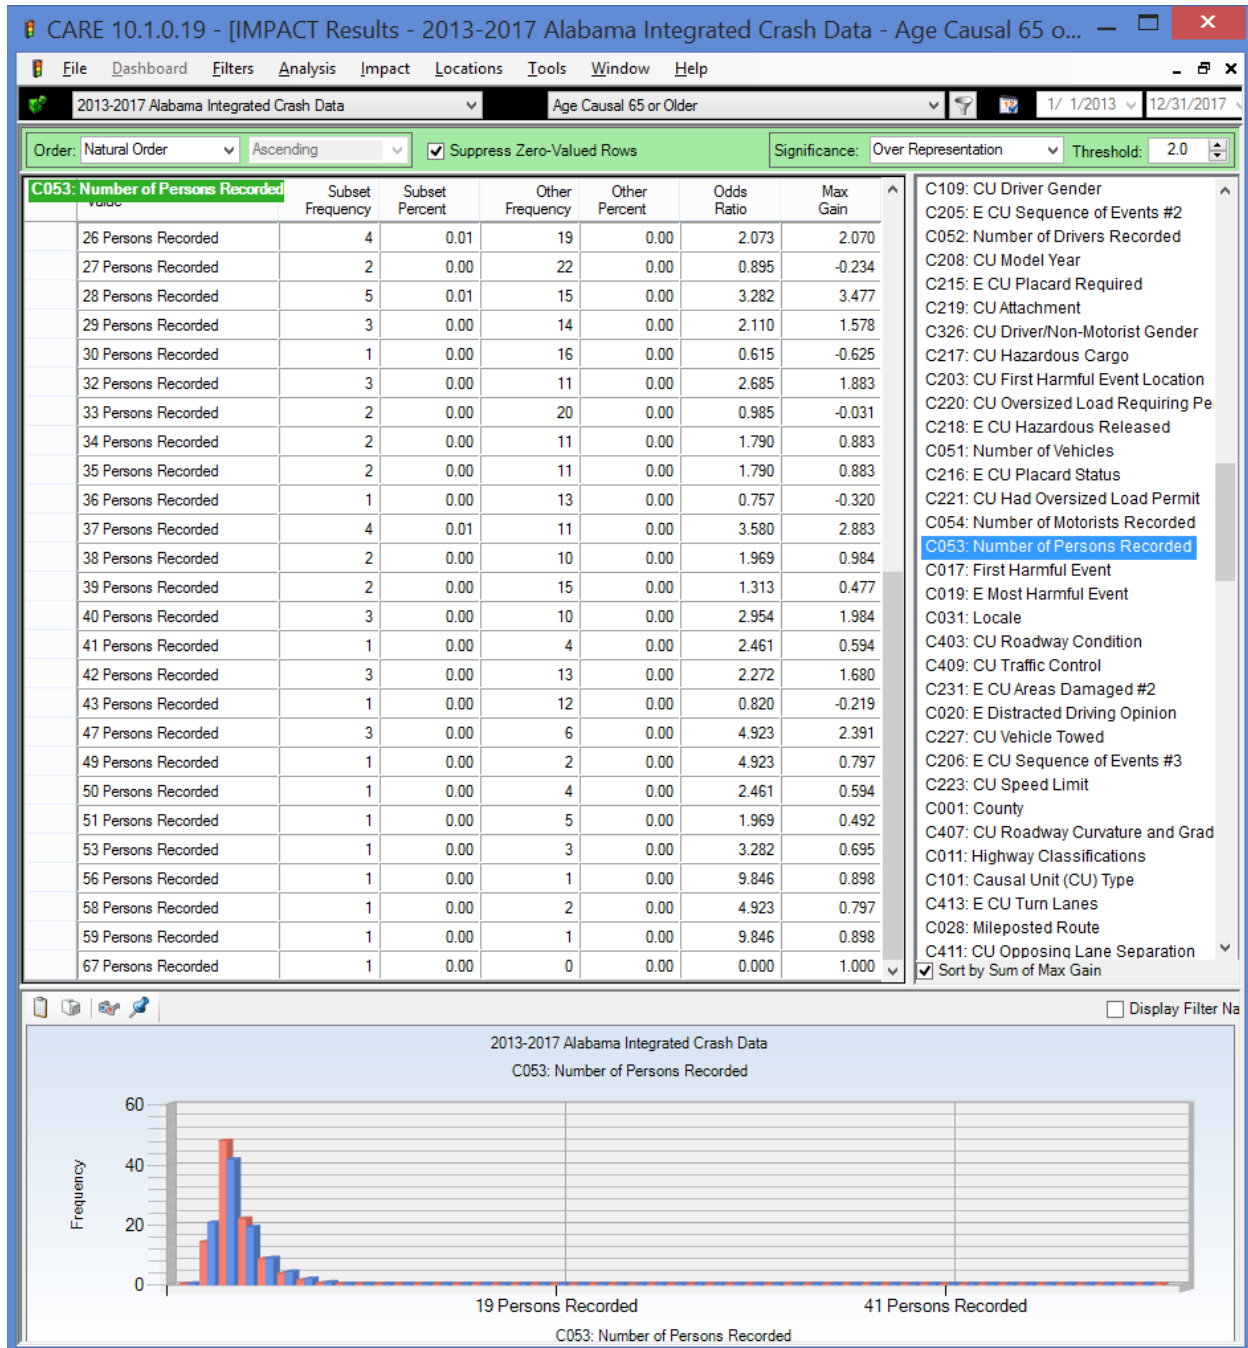 CARE 10.1.0.19 - [IMPACT Results - 2013-2017 Alabama Integrated Crash Data - Age Causal 65 o...
File Dashboard Filters Analysis Impact Locations Tools Window Help
2013-2017 Alabama Integrated Crash Data Age Causal 65 or Older 1/ 1/2013 12/31/2017
Order: Natural Order Ascending Suppress Zero-Valued Rows Significance: Over Representation Threshold: 2.0
C053: Number of Persons Recorded
Value Subset Frequency Subset Percent Other Frequency Other Percent Odds Ratio Max Gain
26 Persons Recorded 4 0.01 19 0.00 2.073 2.070
27 Persons Recorded 2 0.00 22 0.00 0.895 -0.234
28 Persons Recorded 5 0.01 15 0.00 3.282 3.477
29 Persons Recorded 3 0.00 14 0.00 2.110 1.578
30 Persons Recorded 1 0.00 16 0.00 0.615 -0.625
32 Persons Recorded 3 0.00 11 0.00 2.685 1.883
33 Persons Recorded 2 0.00 20 0.00 0.985 -0.031
34 Persons Recorded 2 0.00 11 0.00 1.790 0.883
35 Persons Recorded 2 0.00 11 0.00 1.790 0.883
36 Persons Recorded 1 0.00 13 0.00 0.757 -0.320
37 Persons Recorded 4 0.01 11 0.00 3.580 2.883
38 Persons Recorded 2 0.00 10 0.00 1.969 0.984
39 Persons Recorded 2 0.00 15 0.00 1.313 0.477
40 Persons Recorded 3 0.00 10 0.00 2.954 1.984
41 Persons Recorded 1 0.00 4 0.00 2.461 0.594
42 Persons Recorded 3 0.00 13 0.00 2.272 1.680
43 Persons Recorded 1 0.00 12 0.00 0.820 -0.219
47 Persons Recorded 3 0.00 6 0.00 4.923 2.391
49 Persons Recorded 1 0.00 2 0.00 4.923 0.797
50 Persons Recorded 1 0.00 4 0.00 2.461 0.594
51 Persons Recorded 1 0.00 5 0.00 1.969 0.492
53 Persons Recorded 1 0.00 3 0.00 3.282 0.695
56 Persons Recorded 1 0.00 1 0.00 9.846 0.898
58 Persons Recorded 1 0.00 2 0.00 4.923 0.797
59 Persons Recorded 1 0.00 1 0.00 9.846 0.898
67 Persons Recorded 1 0.00 0 0.00 0.000 1.000
C109: CU Driver Gender
C205: E CU Sequence of Events #2
C052: Number of Drivers Recorded
C208: CU Model Year
C215: E CU Placard Required
C219: CU Attachment
C326: CU Driver/Non-Motorist Gender
C217: CU Hazardous Cargo
C203: CU First Harmful Event Location
C220: CU Oversized Load Requiring Pe
C218: E CU Hazardous Released
C051: Number of Vehicles
C216: E CU Placard Status
C221: CU Had Oversized Load Permit
C054: Number of Motorists Recorded
C053: Number of Persons Recorded
C017: First Harmful Event
C019: E Most Harmful Event
C031: Locale
C403: CU Roadway Condition
C409: CU Traffic Control
C231: E CU Areas Damaged #2
C020: E Distracted Driving Opinion
C227: CU Vehicle Towed
C206: E CU Sequence of Events #3
C223: CU Speed Limit
C001: County
C407: CU Roadway Curvature and Grad
C011: Highway Classifications
C101: Causal Unit (CU) Type
C413: E CU Turn Lanes
C028: Mileposted Route
C411: CU Opposing Lane Separation
Sort by Sum of Max Gain
Display Filter Na
2013-2017 Alabama Integrated Crash Data
C053: Number of Persons Recorded
60
40
20
0
Frequency
19 Persons Recorded 41 Persons Recorded
C053: Number of Persons Recorded